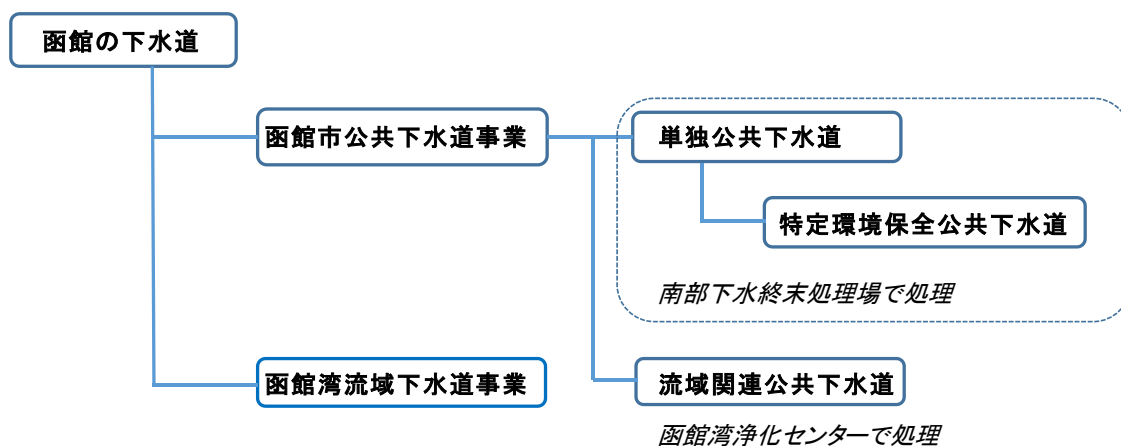 函館の下水道
函館市公共下水道事業
単独公共下水道
特定環境保全公共下水道
南部下水終末処理場で処理
函館湾流域下水道事業
流域関連公共下水道
函館湾浄化センターで処理